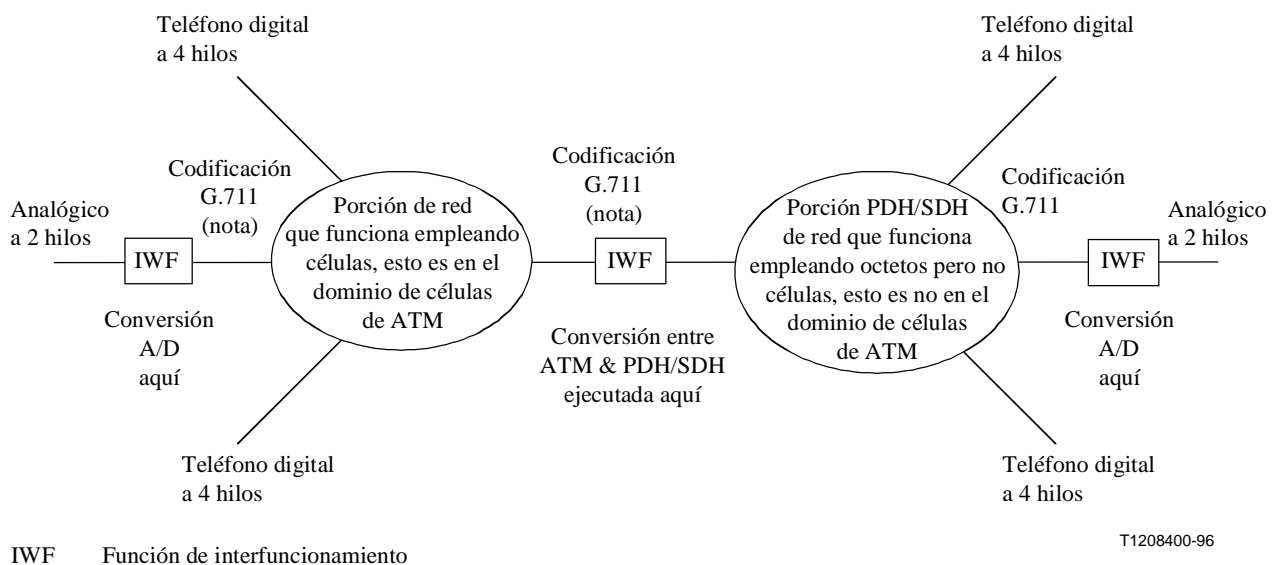 Teléfono digital
a 4 hilos
Teléfono digital
a 4 hilos
Codificación
G.711
(nota)
Codificación
G.711
(nota)
Codificación
G.711
Analógico
a 2 hilos
IWF
Porción de red
que funciona empleando
células, esto es en el
dominio de células
de ATM
IWF
Porción PDH/SDH
de red que funciona
empleando octetos pero no
células, esto es no en el
dominio de células
de ATM
IWF
Analógico
a 2 hilos
Conversión
A/D
aquí
Conversión entre
ATM & PDH/SDH
ejecutada aquí
Conversión
A/D
aquí
Teléfono digital
a 4 hilos
Teléfono digital
a 4 hilos
T1208400-96
IWF Función de interfuncionamiento